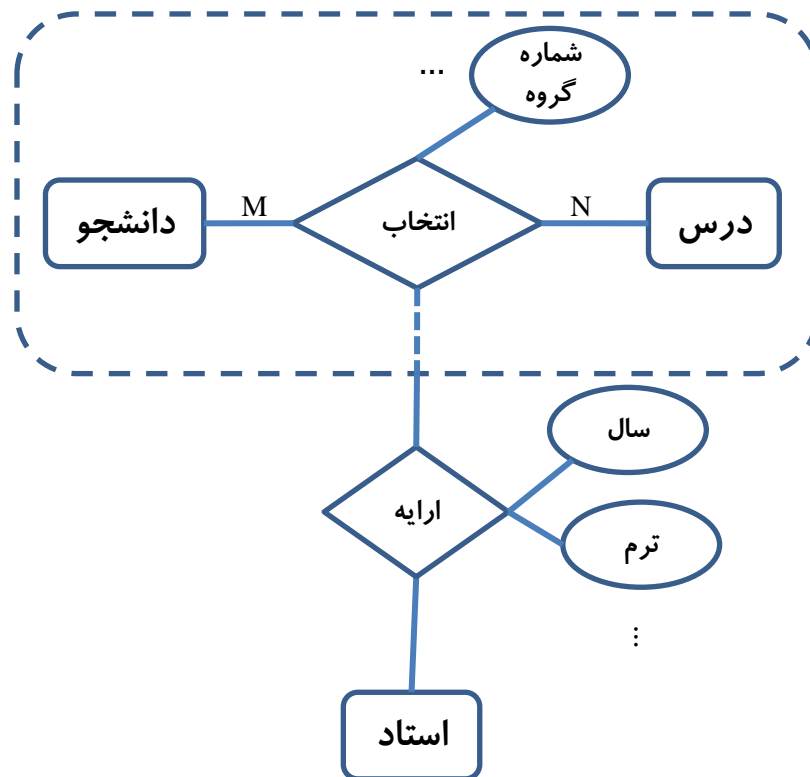 شماره
گروه
...
درس
N
انتخاب
M
دانشجو
سال
ارایه
ترم
...
استاد